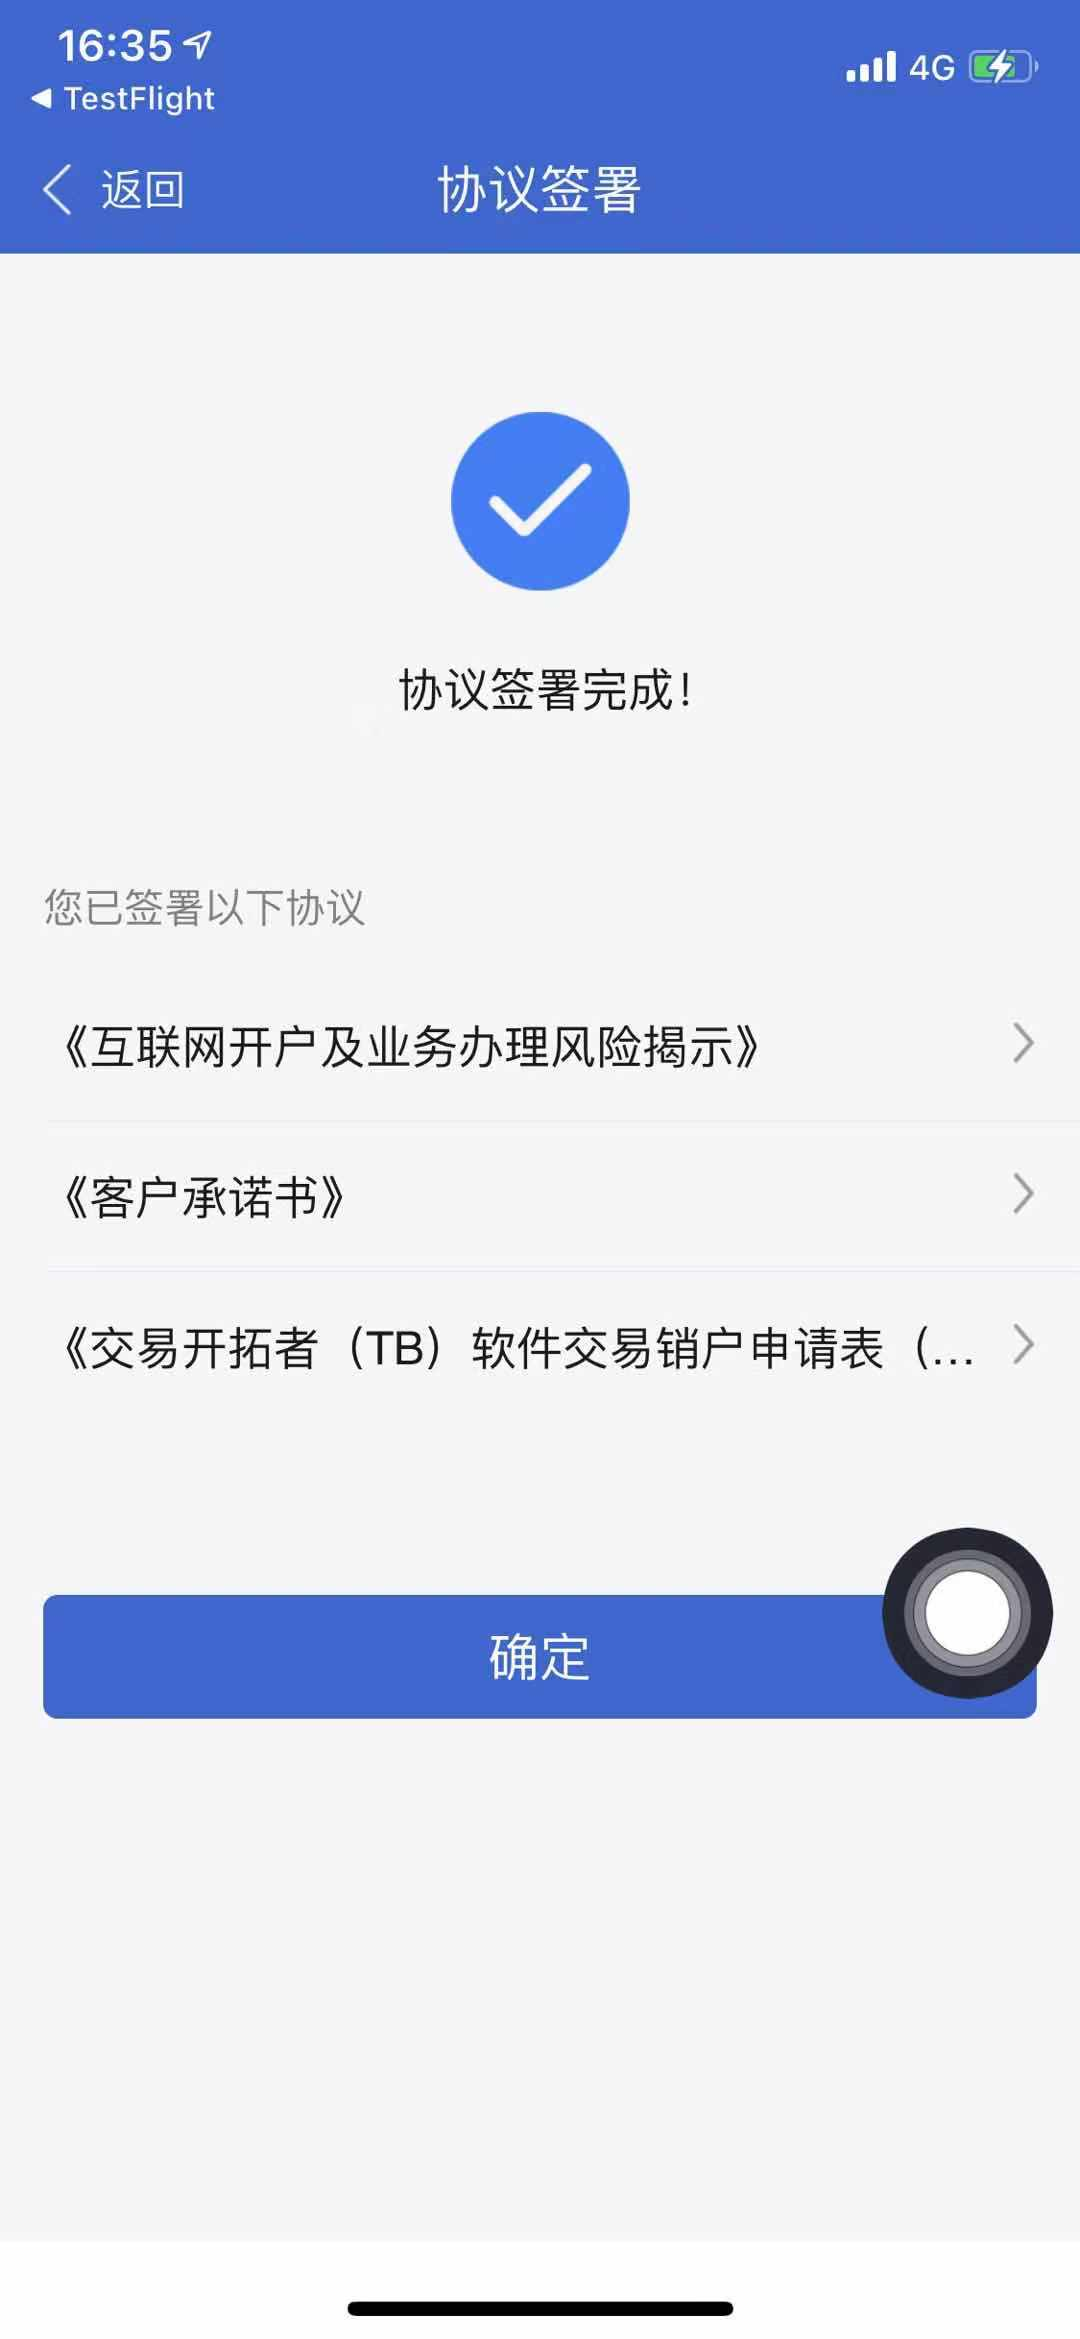 16:35
4G
TestFlight
返回
协议签署
协议签署完成!
您已签署以下协议
《互联网开户及业务办理风险揭示》
《客户承诺书》
《交易开拓者（TB）软件交易销户申请表（...
确定